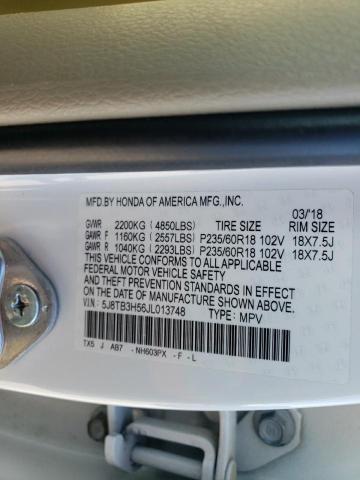 MFD.BY HONDA OF AMERICA MFG.,INC. 03/'18
GVWR 2200KG (4850LBS) TIRE SIZE RIM SIZE
GAWR F 1160KG (2557LBS) P235/60R18 102V 18X7.5J
GAWR R 1040KG (2293LBS) P235/60R18 102V 18X7.5J
THIS VEHICLE CONFORMS TO ALL APPLICABLE
FEDERAL MOTOR VEHICLE SAFETY
AND THEFT PREVENTION STANDARDS IN EFFECT
ON THE DATE OF MANUFACTURE SHOWN ABOVE.
V.I.N.: 5J8TB3H56JL013748 TYPE: MPV
TX5 J AB7 -NH603PX -F-L